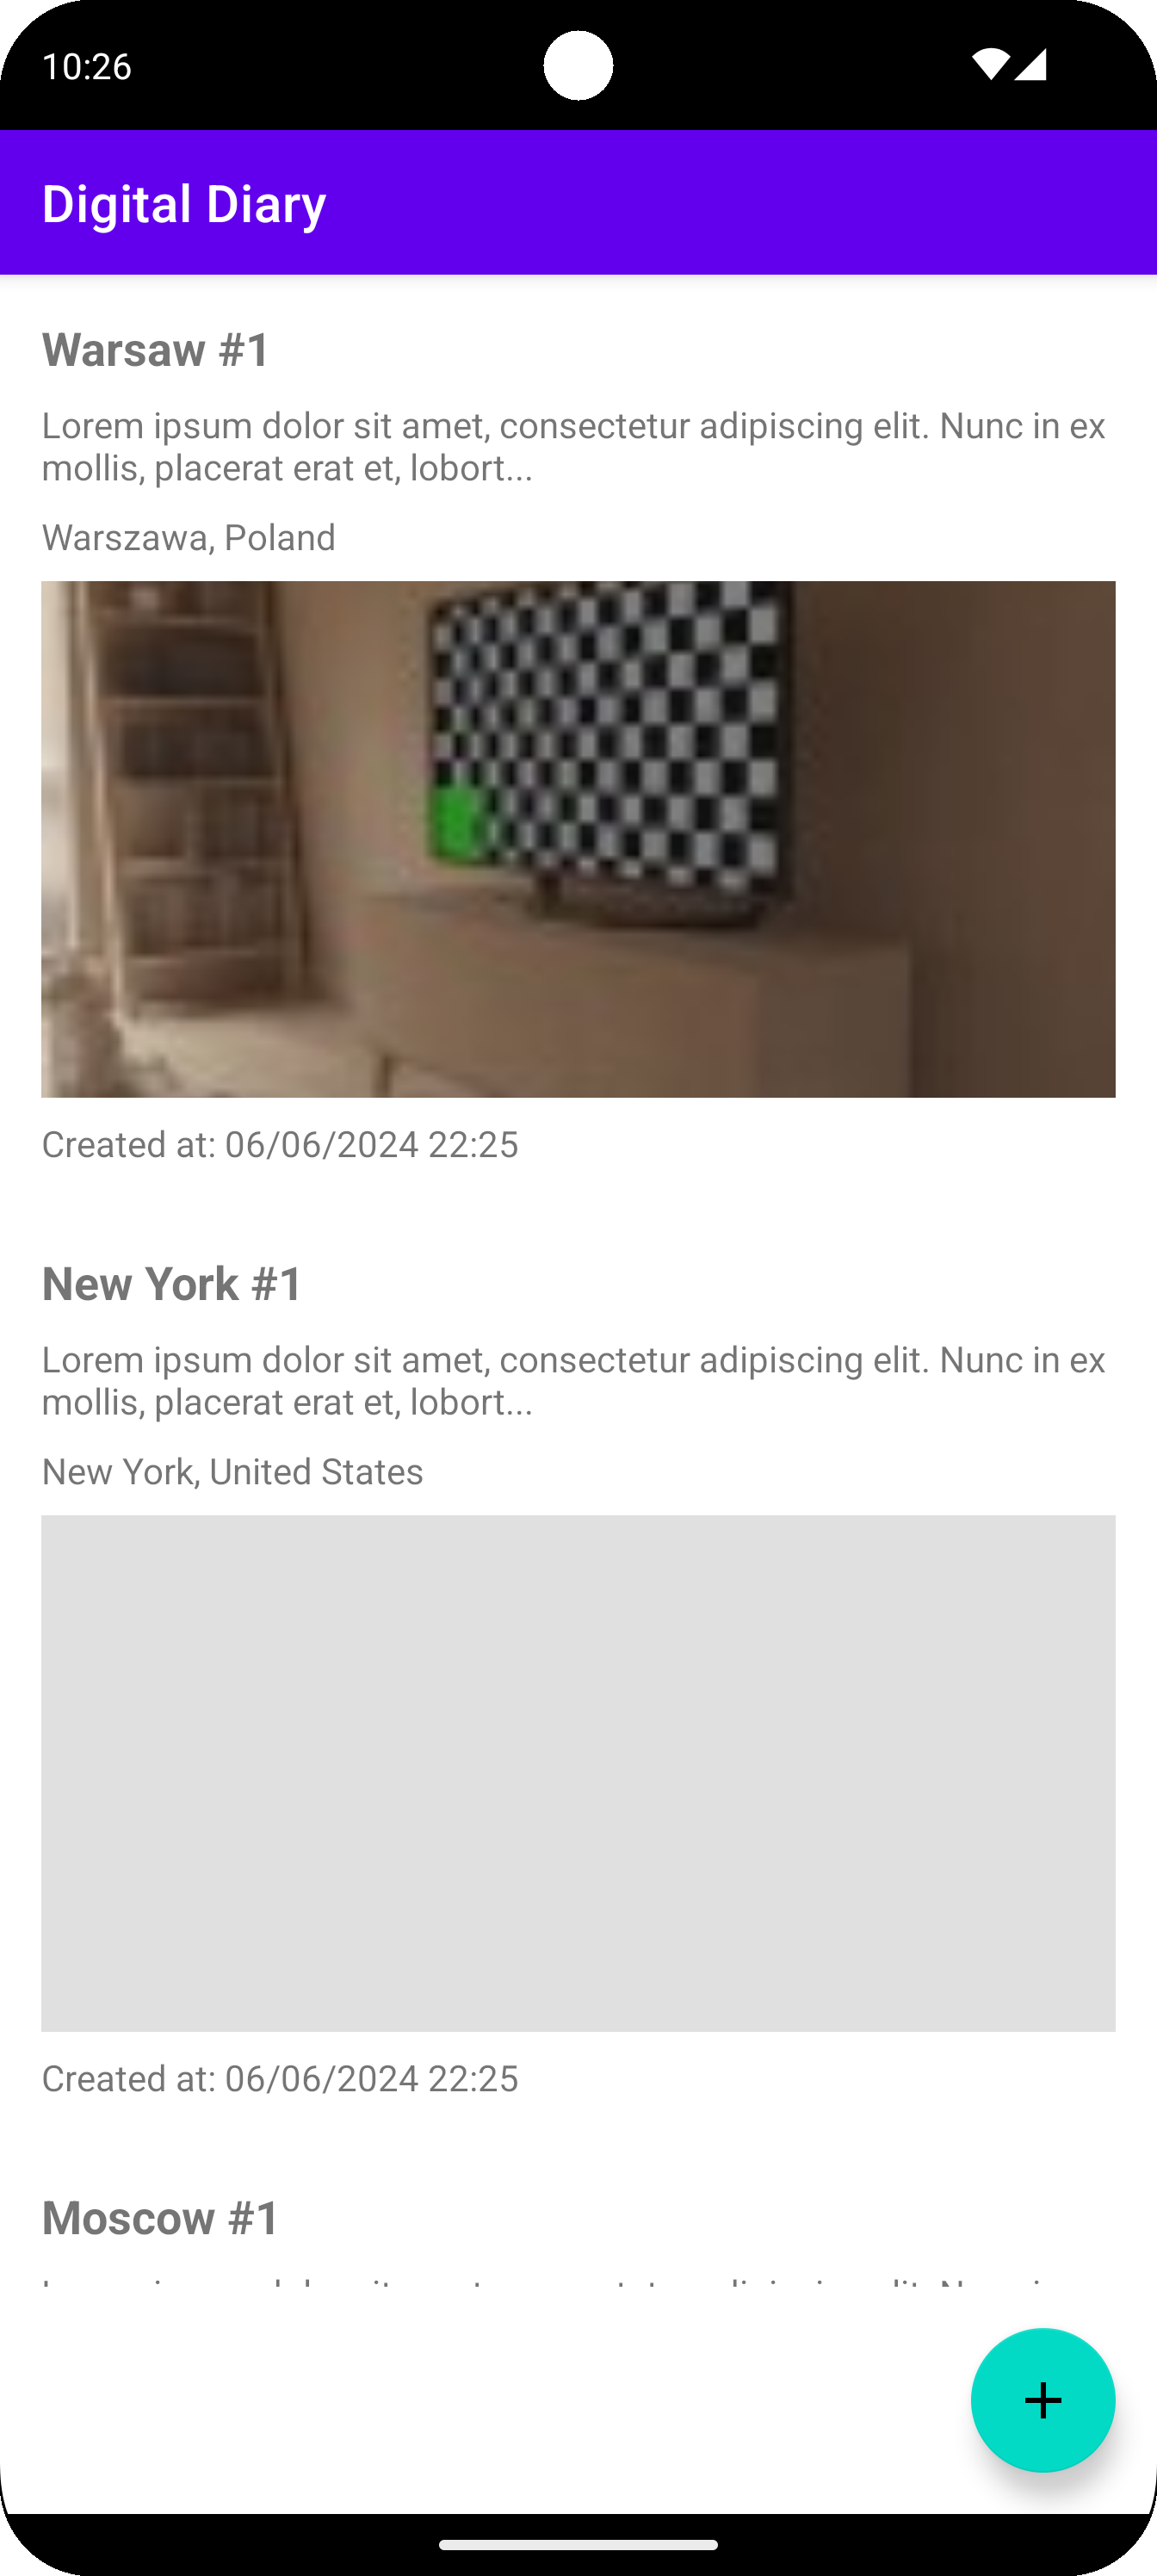 10:26
Digital Diary
Warsaw #1
Lorem ipsum dolor sit amet, consectetur adipiscing elit. Nunc in ex
mollis, placerat erat et, lobort...
Warszawa, Poland
Created at: 06/06/2024 22:25
New York #1
Lorem ipsum dolor sit amet, consectetur adipiscing elit. Nunc in ex
mollis, placerat erat et, lobort...
New York, United States
Created at: 06/06/2024 22:25
Moscow #1